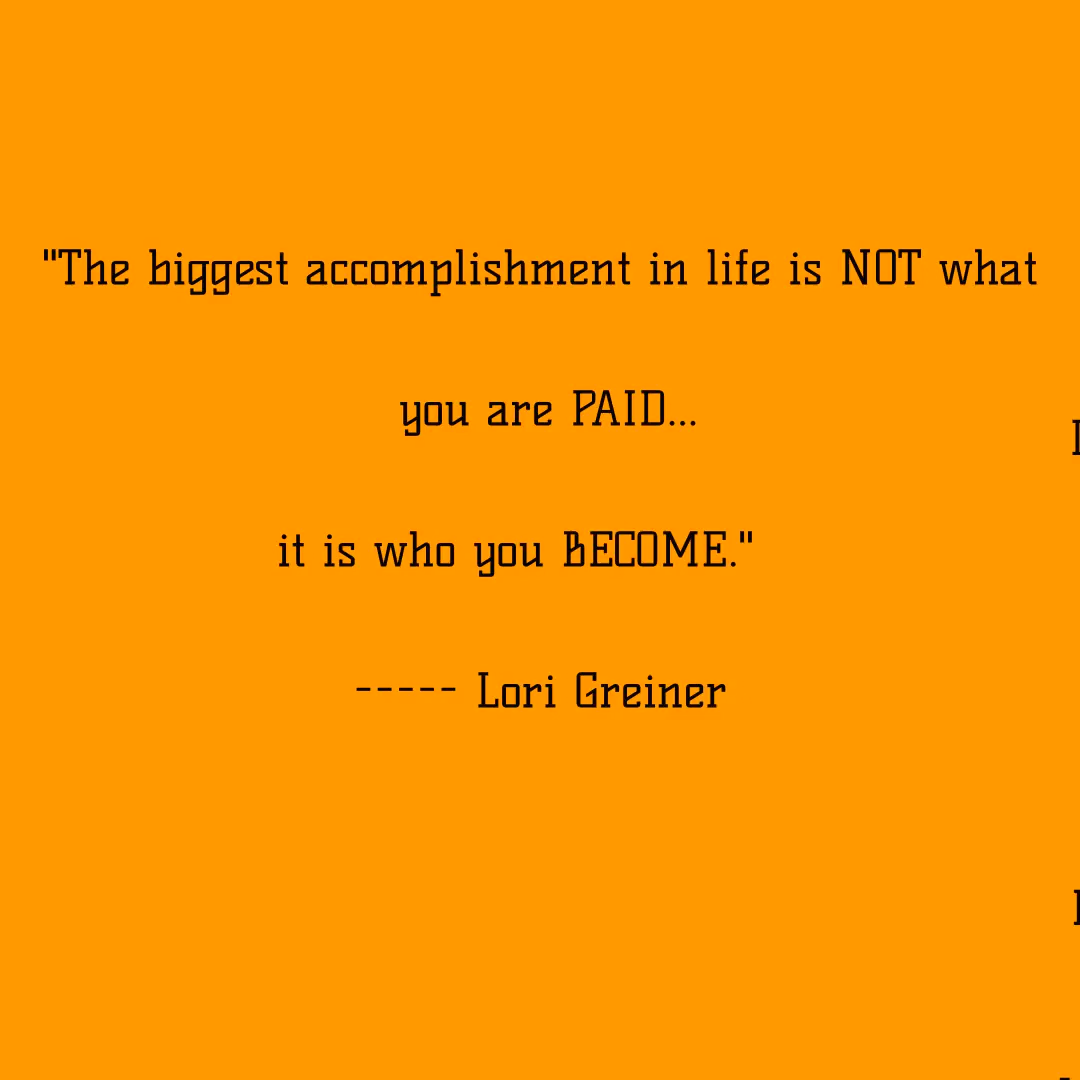 "The biggest accomplishment in life is NOT what
you are PAID...
it is who you BECOME."
----- Lori Greiner